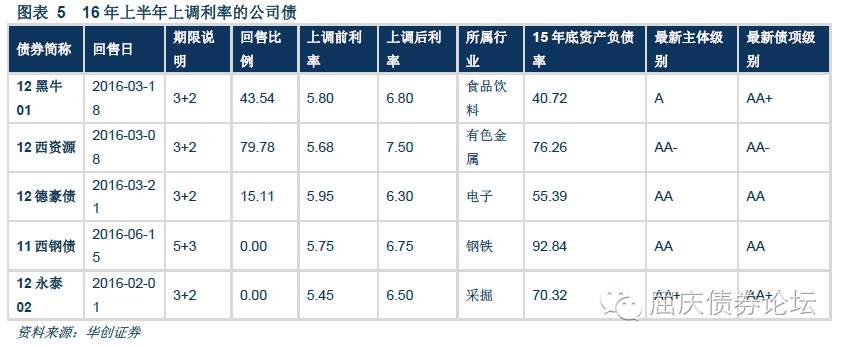 图表 5 16 年上半年上调利率的公司债
债券简称 回售日 期限说明 回售比例 上调前利率 上调后利率 所属行业 15 年底资产负债率 最新主体级别 最新债项级别
12 黑牛 01 2016-03-18 3+2 43.54 5.80 6.80 食品饮料 40.72 A AA+
12 西资源 2016-03-08 3+2 79.78 5.68 7.50 有色金属 76.26 AA- AA-
12 德豪债 2016-03-21 3+2 15.11 5.95 6.30 电子 55.39 AA AA
11 西钢债 2016-06-15 5+3 0.00 5.75 6.75 钢铁 92.84 AA AA
12 永泰 02 2016-02-01 3+2 0.00 5.45 6.50 采掘 70.32 AA+ AA+
屈庆债券论坛
资料来源：华创证券